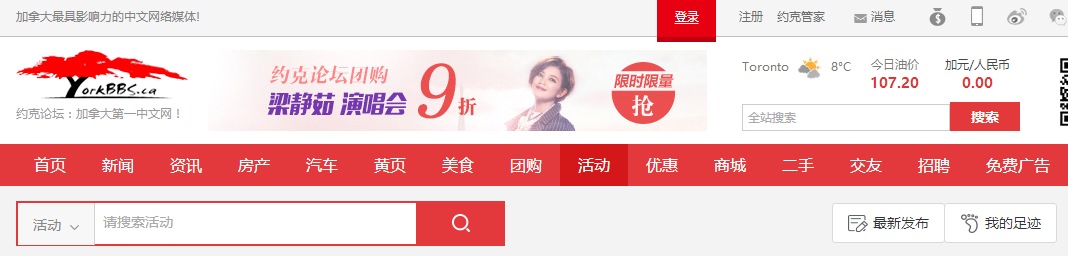 加拿大最具影响力的中文网络媒体!
登录 注册 约克管家 消息
YorkBBS.ca
约克论坛：加拿大第一中文网！
约克论坛团购
梁静茹 演唱会 9折
限时限量
抢
Toronto 8°C 今日油价 加元/人民币
107.20 0.00
全站搜索 搜索
首页 新闻 资讯 房产 汽车 黄页 美食 团购 活动 优惠 商城 二手 交友 招聘 免费广告
活动 请搜索活动 最新发布 我的足迹